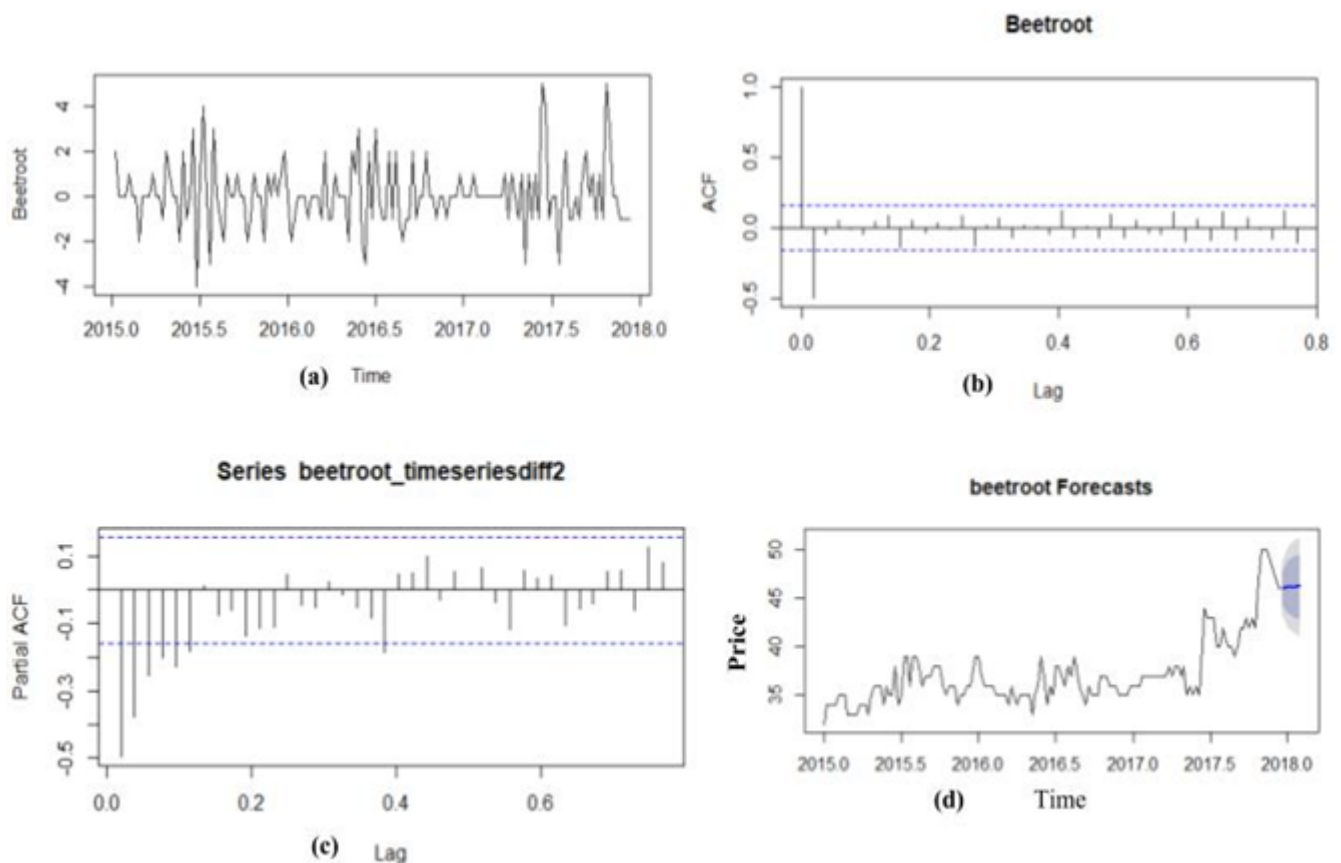 Beetroot
4
2
0
-2
-4
Beetroot
2015.0 2015.5 2016.0 2016.5 2017.0 2017.5 2018.0
(a) Time
1.0
0.5
0.0
-0.5
ACF
0.0 0.2 0.4 0.6 0.8
(b)
Lag
Series beetroot_timeseriesdiff2
0.1
-0.1
-0.3
-0.5
Partial ACF
0.0 0.2 0.4 0.6
(c) Lag
beetroot Forecasts
50
45
40
35
Price
2015.0 2015.5 2016.0 2016.5 2017.0 2017.5 2018.0
(d) Time